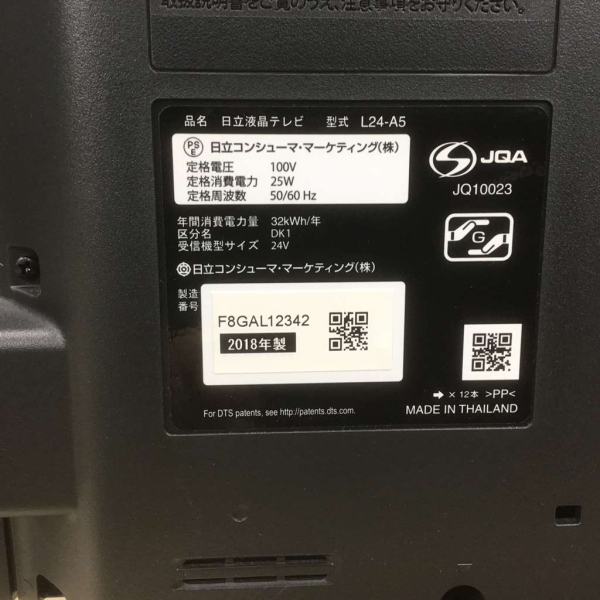 取扱説明書をご覧のうえ、注意事項をお守りください。
品名 日立液晶テレビ 型式 L24-A5
PS
E
日立コンシューマ・マーケティング(株)
定格電圧 100V
定格消費電力 25W
定格周波数 50/60 Hz
JQA
JQ10023
年間消費電力量 32kWh/年
区分名 DK1
受信機型サイズ 24V
G
日立コンシューマ・マーケティング(株)
製造
番号
F8GAL12342
2018年製
➡ × 12本 >PP<
For DTS patents, see http://patents.dts.com.
MADE IN THAILAND